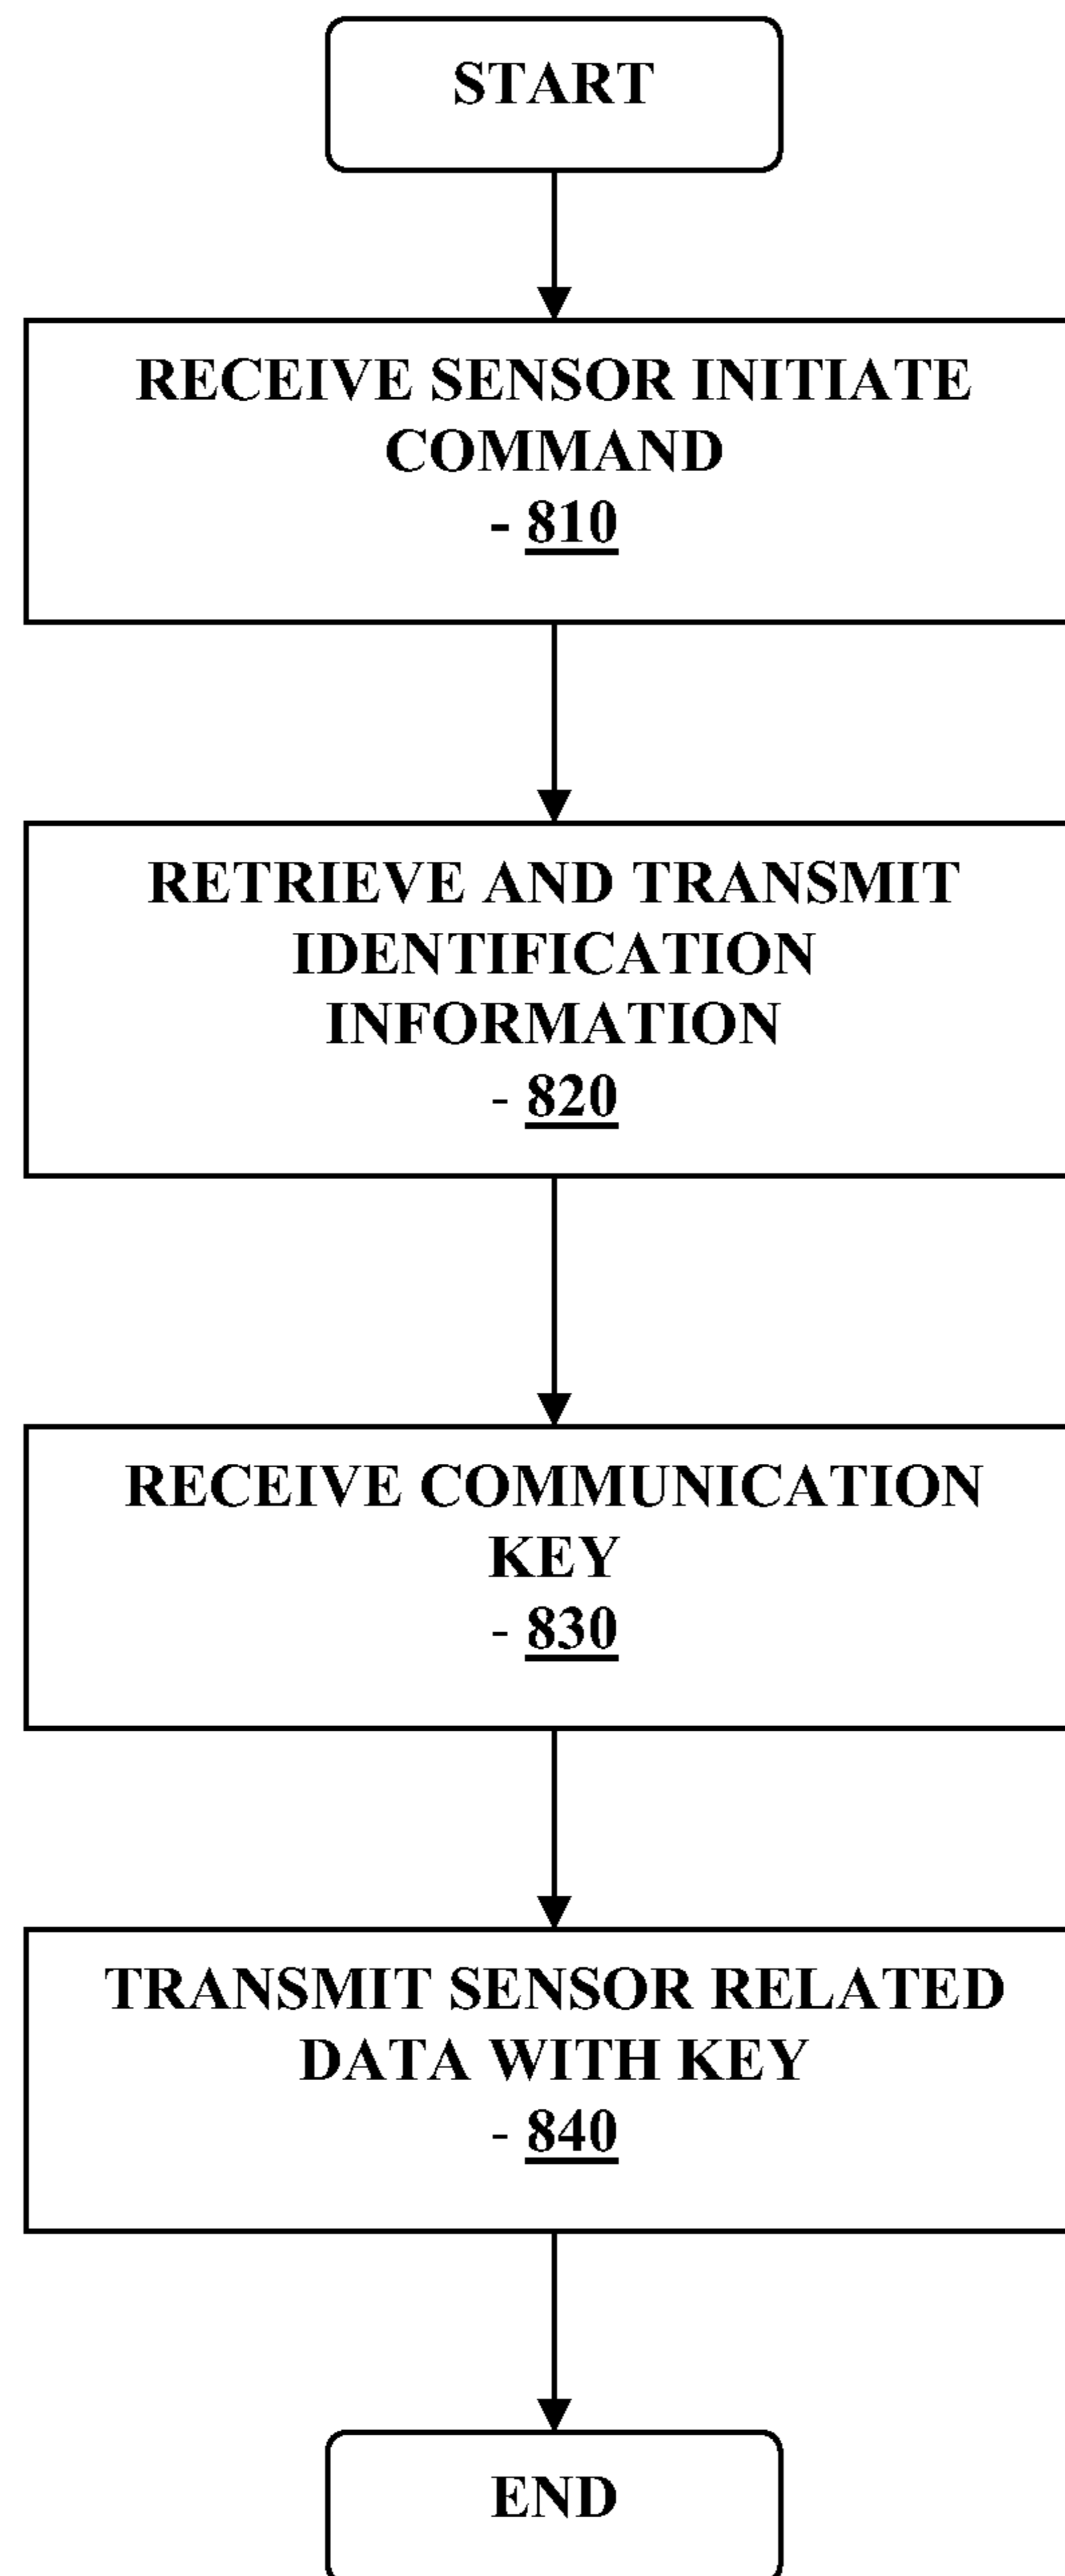 START
RECEIVE SENSOR INITIATE
COMMAND
- 810
RETRIEVE AND TRANSMIT
IDENTIFICATION
INFORMATION
- 820
RECEIVE COMMUNICATION
KEY
- 830
TRANSMIT SENSOR RELATED
DATA WITH KEY
- 840
END